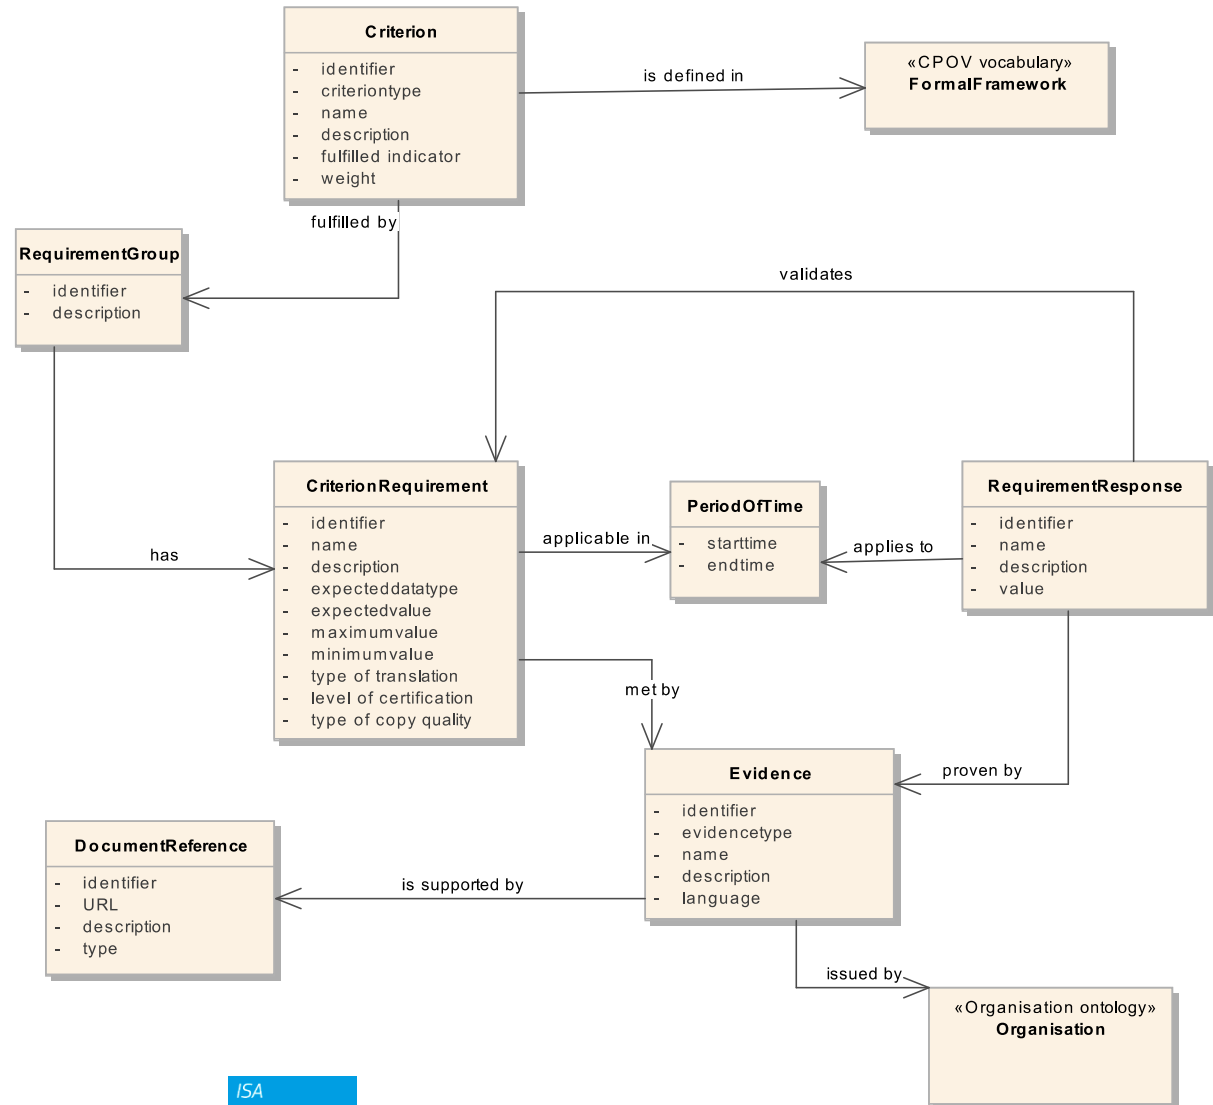 Criterion
- identifier
- criteriontype
- name
- description
- fulfilled indicator
- weight
is defined in
«CPOV vocabulary»
FormalFramework
fulfilled by
RequirementGroup
- identifier
- description
validates
has
CriterionRequirement
- identifier
- name
- description
- expecteddatatype
- expectedvalue
- maximumvalue
- minimumvalue
- type of translation
- level of certification
- type of copy quality
applicable in
PeriodOfTime
- starttime
- endtime
applies to
RequirementResponse
- identifier
- name
- description
- value
met by
proven by
Evidence
- identifier
- evidencetype
- name
- description
- language
is supported by
DocumentReference
- identifier
- URL
- description
- type
issued by
«Organisation ontology»
Organisation
ISA